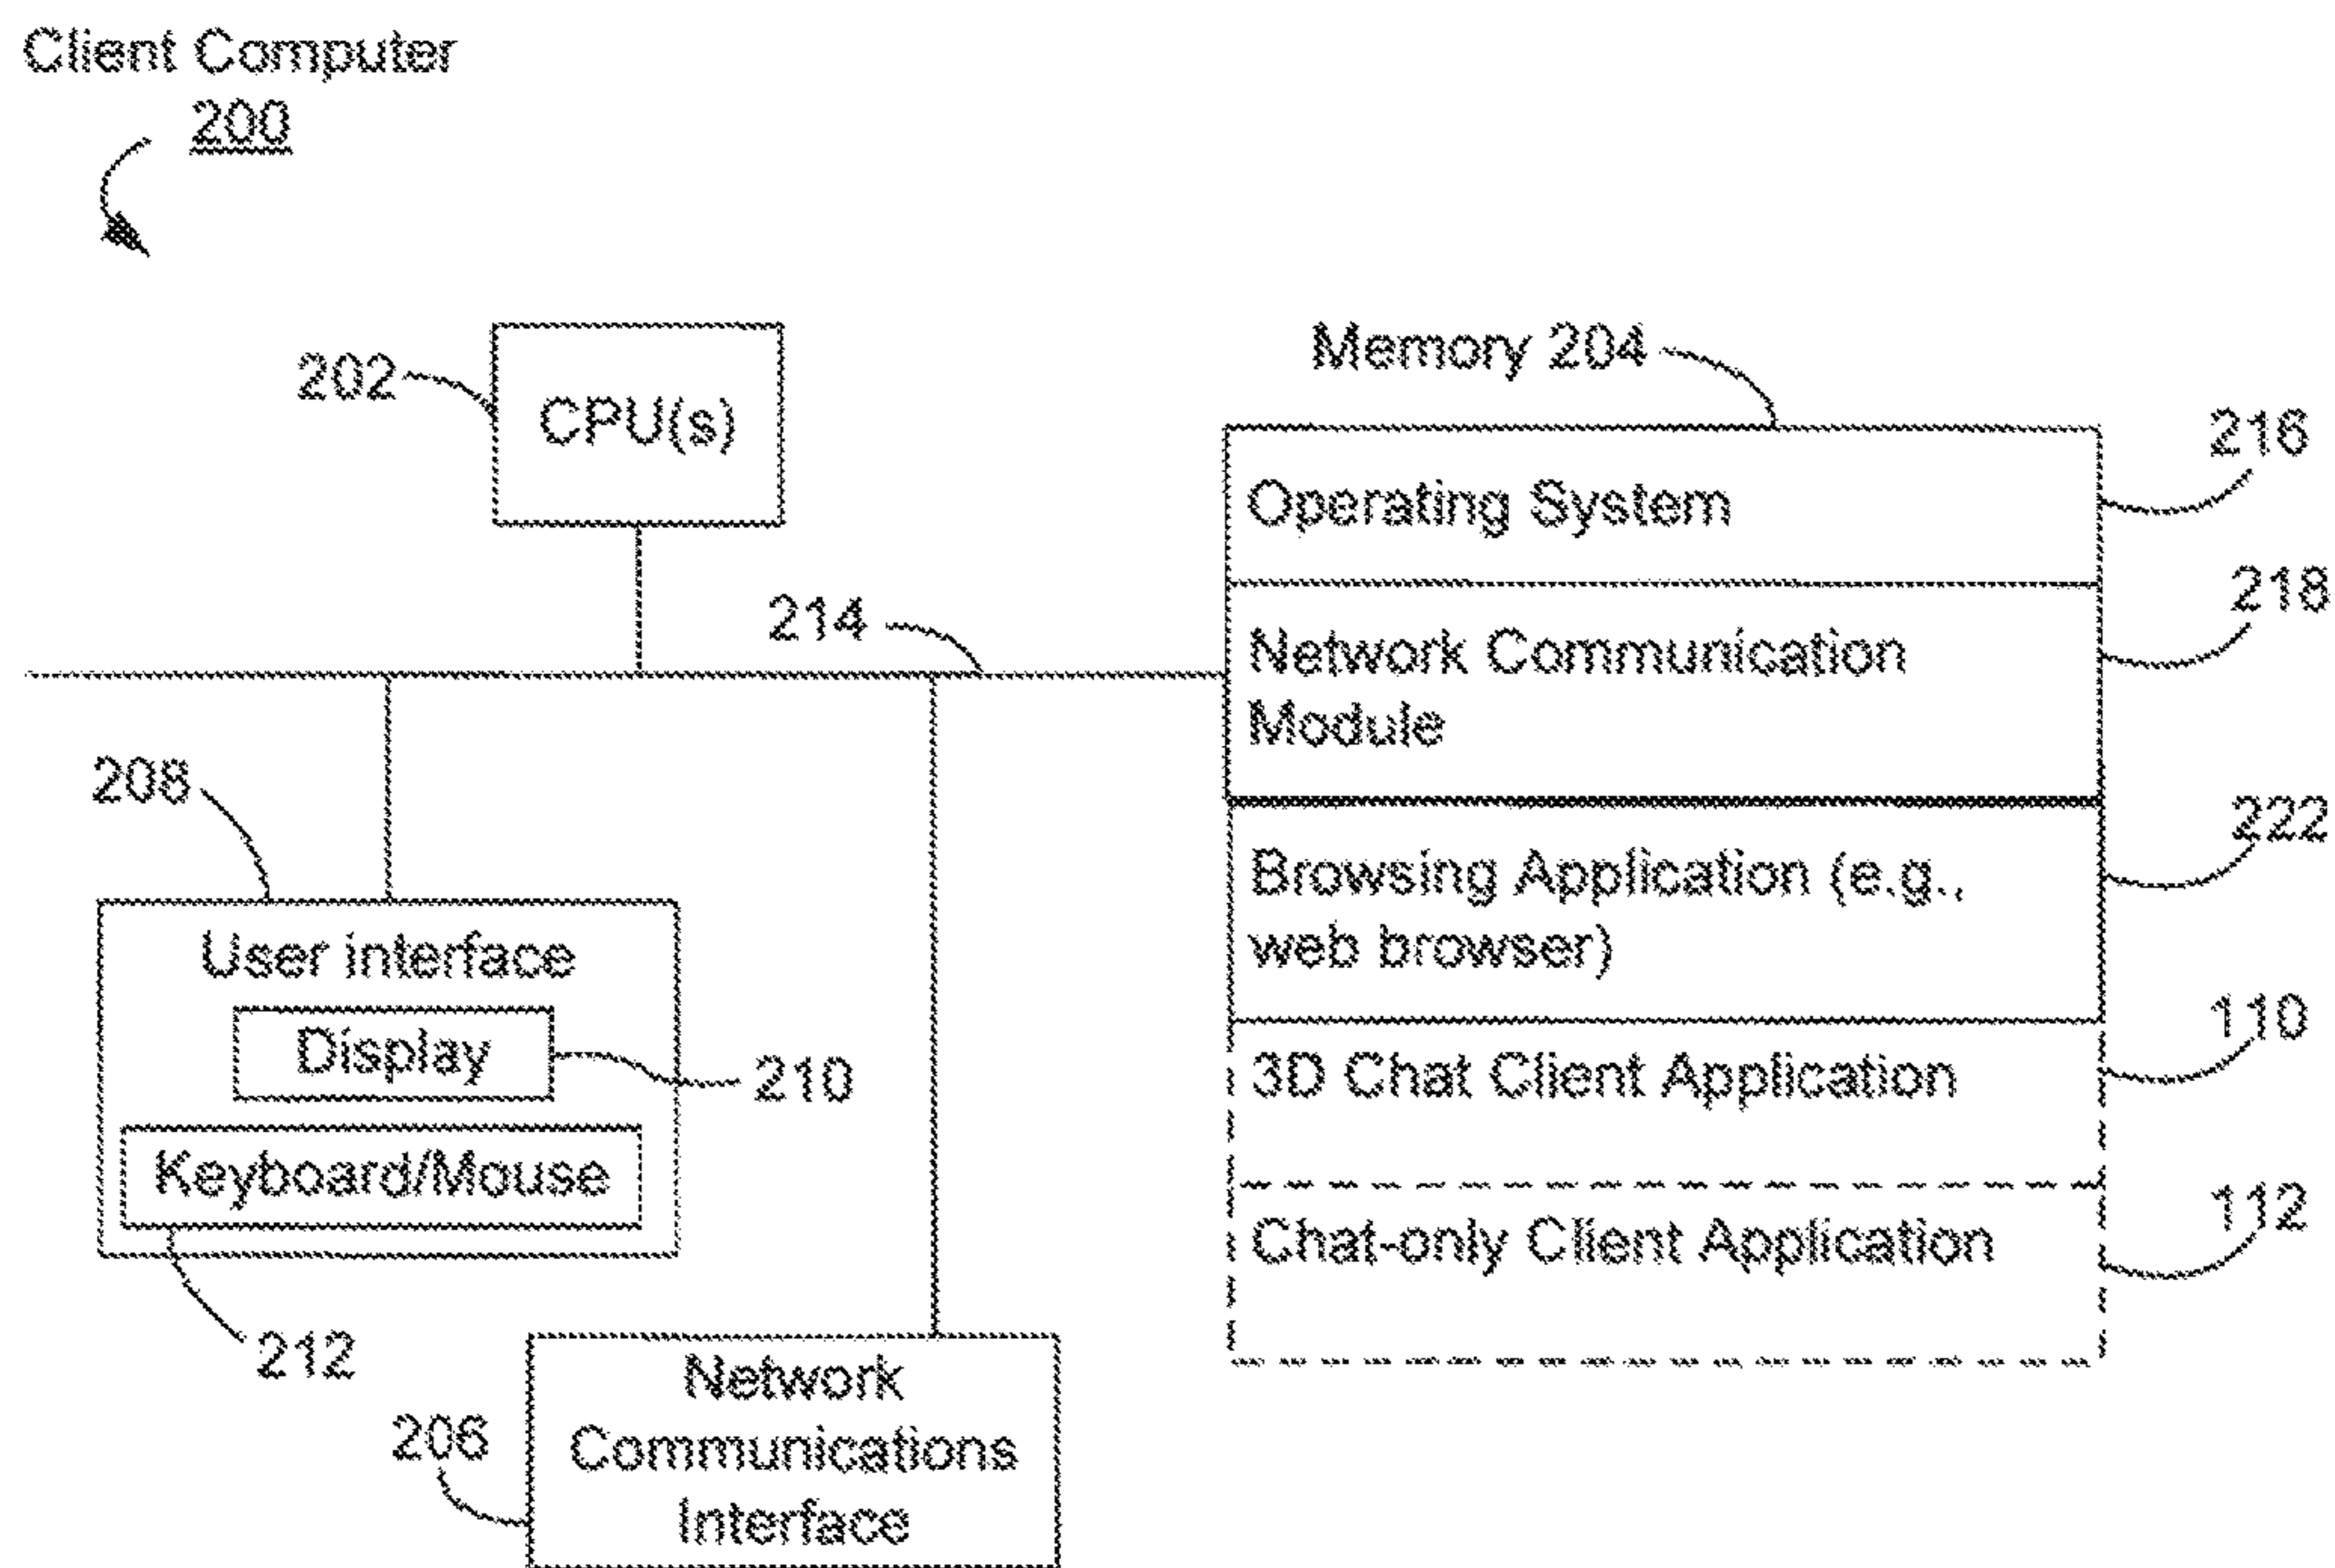 Client Computer
200
202
CPU(s)
Memory 204
216
Operating System
218
Network Communication
Module
214
222
Browsing Application (e.g.,
web browser)
110
3D Chat Client Application
112
Chat-only Client Application
208
User interface
Display
210
Keyboard/Mouse
212
206
Network
Communications
Interface